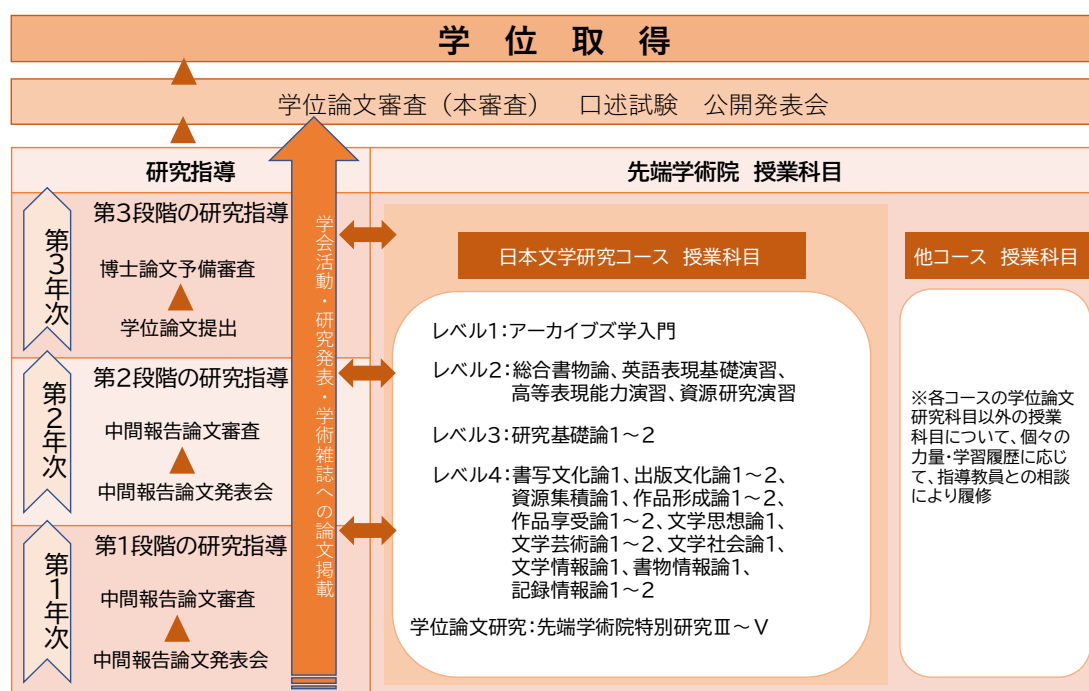 学 位 取 得
学位論文審査（本審査）　口述試験　公開発表会
研究指導
先端学術院 授業科目
第3年次
第3段階の研究指導
博士論文予備審査
学位論文提出
第2年次
第2段階の研究指導
中間報告論文審査
中間報告論文発表会
第1年次
第1段階の研究指導
中間報告論文審査
中間報告論文発表会
学会活動・研究発表・学術雑誌への論文掲載
日本文学研究コース 授業科目
レベル1：アーカイブズ学入門
レベル2：総合書物論、英語表現基礎演習、
高等表現能力演習、資源研究演習
レベル3：研究基礎論1～2
レベル4：書写文化論1、出版文化論1～2、
資源集積論1、作品形成論1～2、
作品享受論1～2、文学思想論1、
文学芸術論1～2、文学社会論1、
文学情報論1、書物情報論1、
記録情報論1～2
学位論文研究：先端学術院特別研究Ⅲ～Ⅴ
他コース 授業科目
※各コースの学位論文
研究科目以外の授業
科目について、個々の
力量・学習履歴に応じ
て、指導教員との相談
により履修